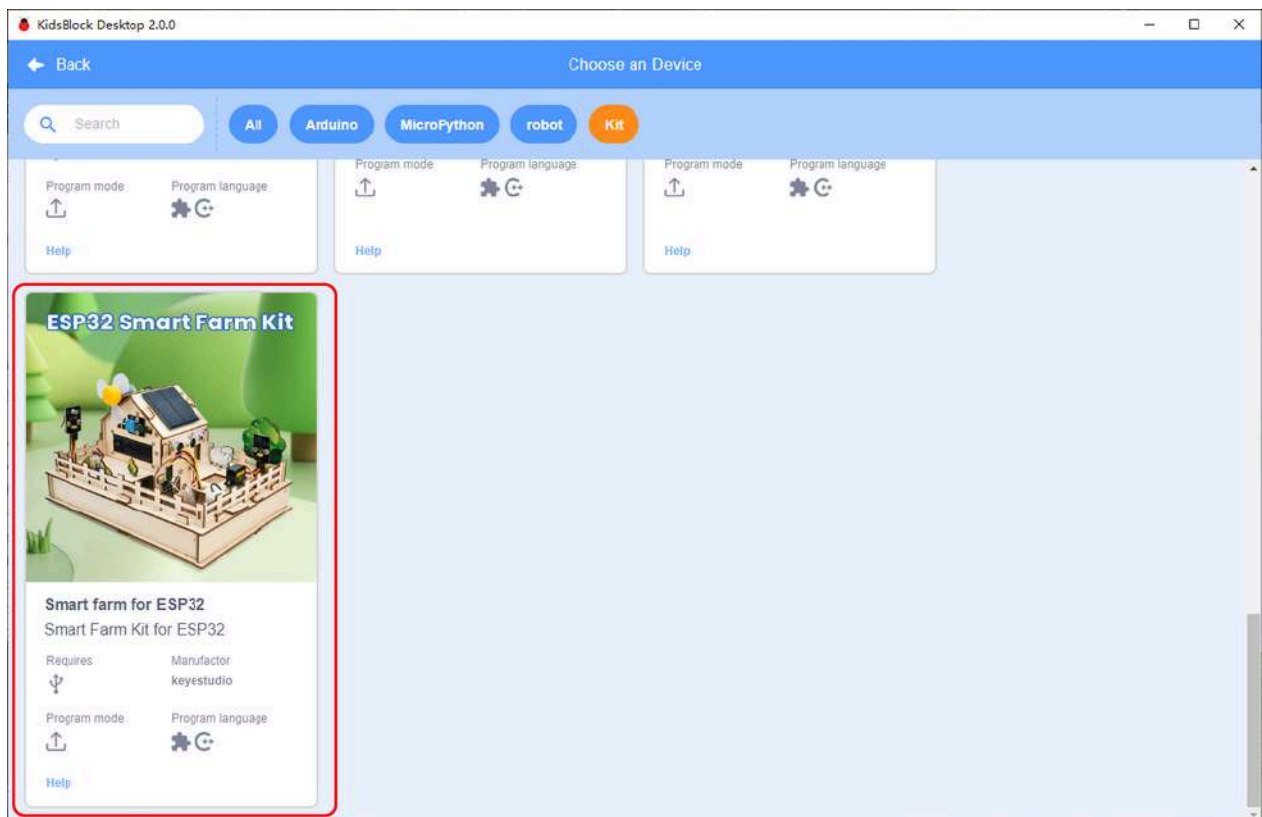 KidsBlock Desktop 2.0.0
Back
Choose an Device
Search
All
Arduino
MicroPython
robot
Kit
Program mode Program language
Program mode Program language
Program mode Program language
Help
Help
Help
ESP32 Smart Farm Kit
Smart farm for ESP32
Smart Farm Kit for ESP32
Requires Manufactor
keyestudio
Program mode Program language
Help